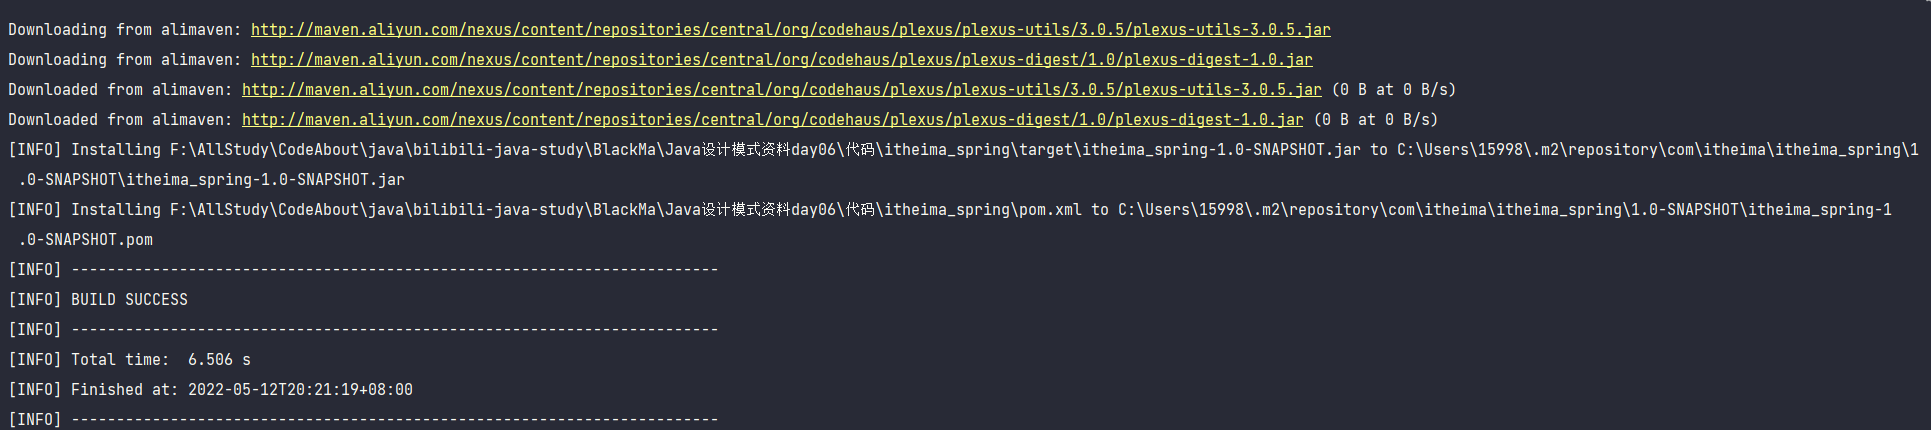 Downloading from alimaven: http://maven.aliyun.com/nexus/content/repositories/central/org/codehaus/plexus/plexus-utils/3.0.5/plexus-utils-3.0.5.jar
Downloading from alimaven: http://maven.aliyun.com/nexus/content/repositories/central/org/codehaus/plexus/plexus-digest/1.0/plexus-digest-1.0.jar
Downloaded from alimaven: http://maven.aliyun.com/nexus/content/repositories/central/org/codehaus/plexus/plexus-utils/3.0.5/plexus-utils-3.0.5.jar (0 B at 0 B/s)
Downloaded from alimaven: http://maven.aliyun.com/nexus/content/repositories/central/org/codehaus/plexus/plexus-digest/1.0/plexus-digest-1.0.jar (0 B at 0 B/s)
[INFO] Installing F:\AllStudy\CodeAbout\java\bilibili-java-study\BlackMa\Java设计模式资料day06\代码\itheima_spring\target\itheima_spring-1.0-SNAPSHOT.jar to C:\Users\15998\.m2\repository\com\itheima\itheima_spring\1
.0-SNAPSHOT\itheima_spring-1.0-SNAPSHOT.jar
[INFO] Installing F:\AllStudy\CodeAbout\java\bilibili-java-study\BlackMa\Java设计模式资料day06\代码\itheima_spring\pom.xml to C:\Users\15998\.m2\repository\com\itheima\itheima_spring\1.0-SNAPSHOT\itheima_spring-1
.0-SNAPSHOT.pom
[INFO] ------------------------------------------------------------------------
[INFO] BUILD SUCCESS
[INFO] ------------------------------------------------------------------------
[INFO] Total time:  6.506 s
[INFO] Finished at: 2022-05-12T20:21:19+08:00
[INFO] ------------------------------------------------------------------------